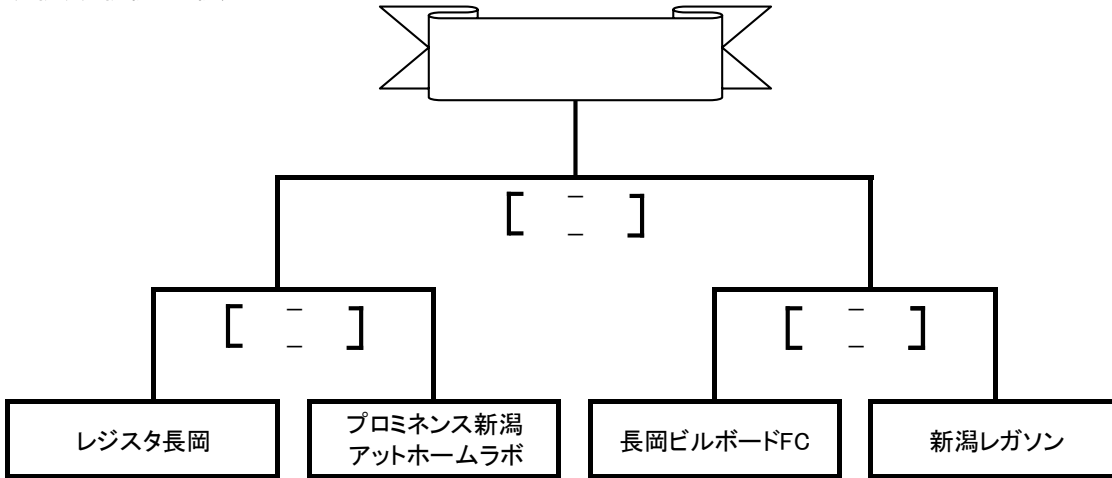 [ － － ]
[ － － ]
[ － － ]
レジスタ長岡
プロミネンス新潟
アットホームラボ
長岡ビルボードFC
新潟レガソン